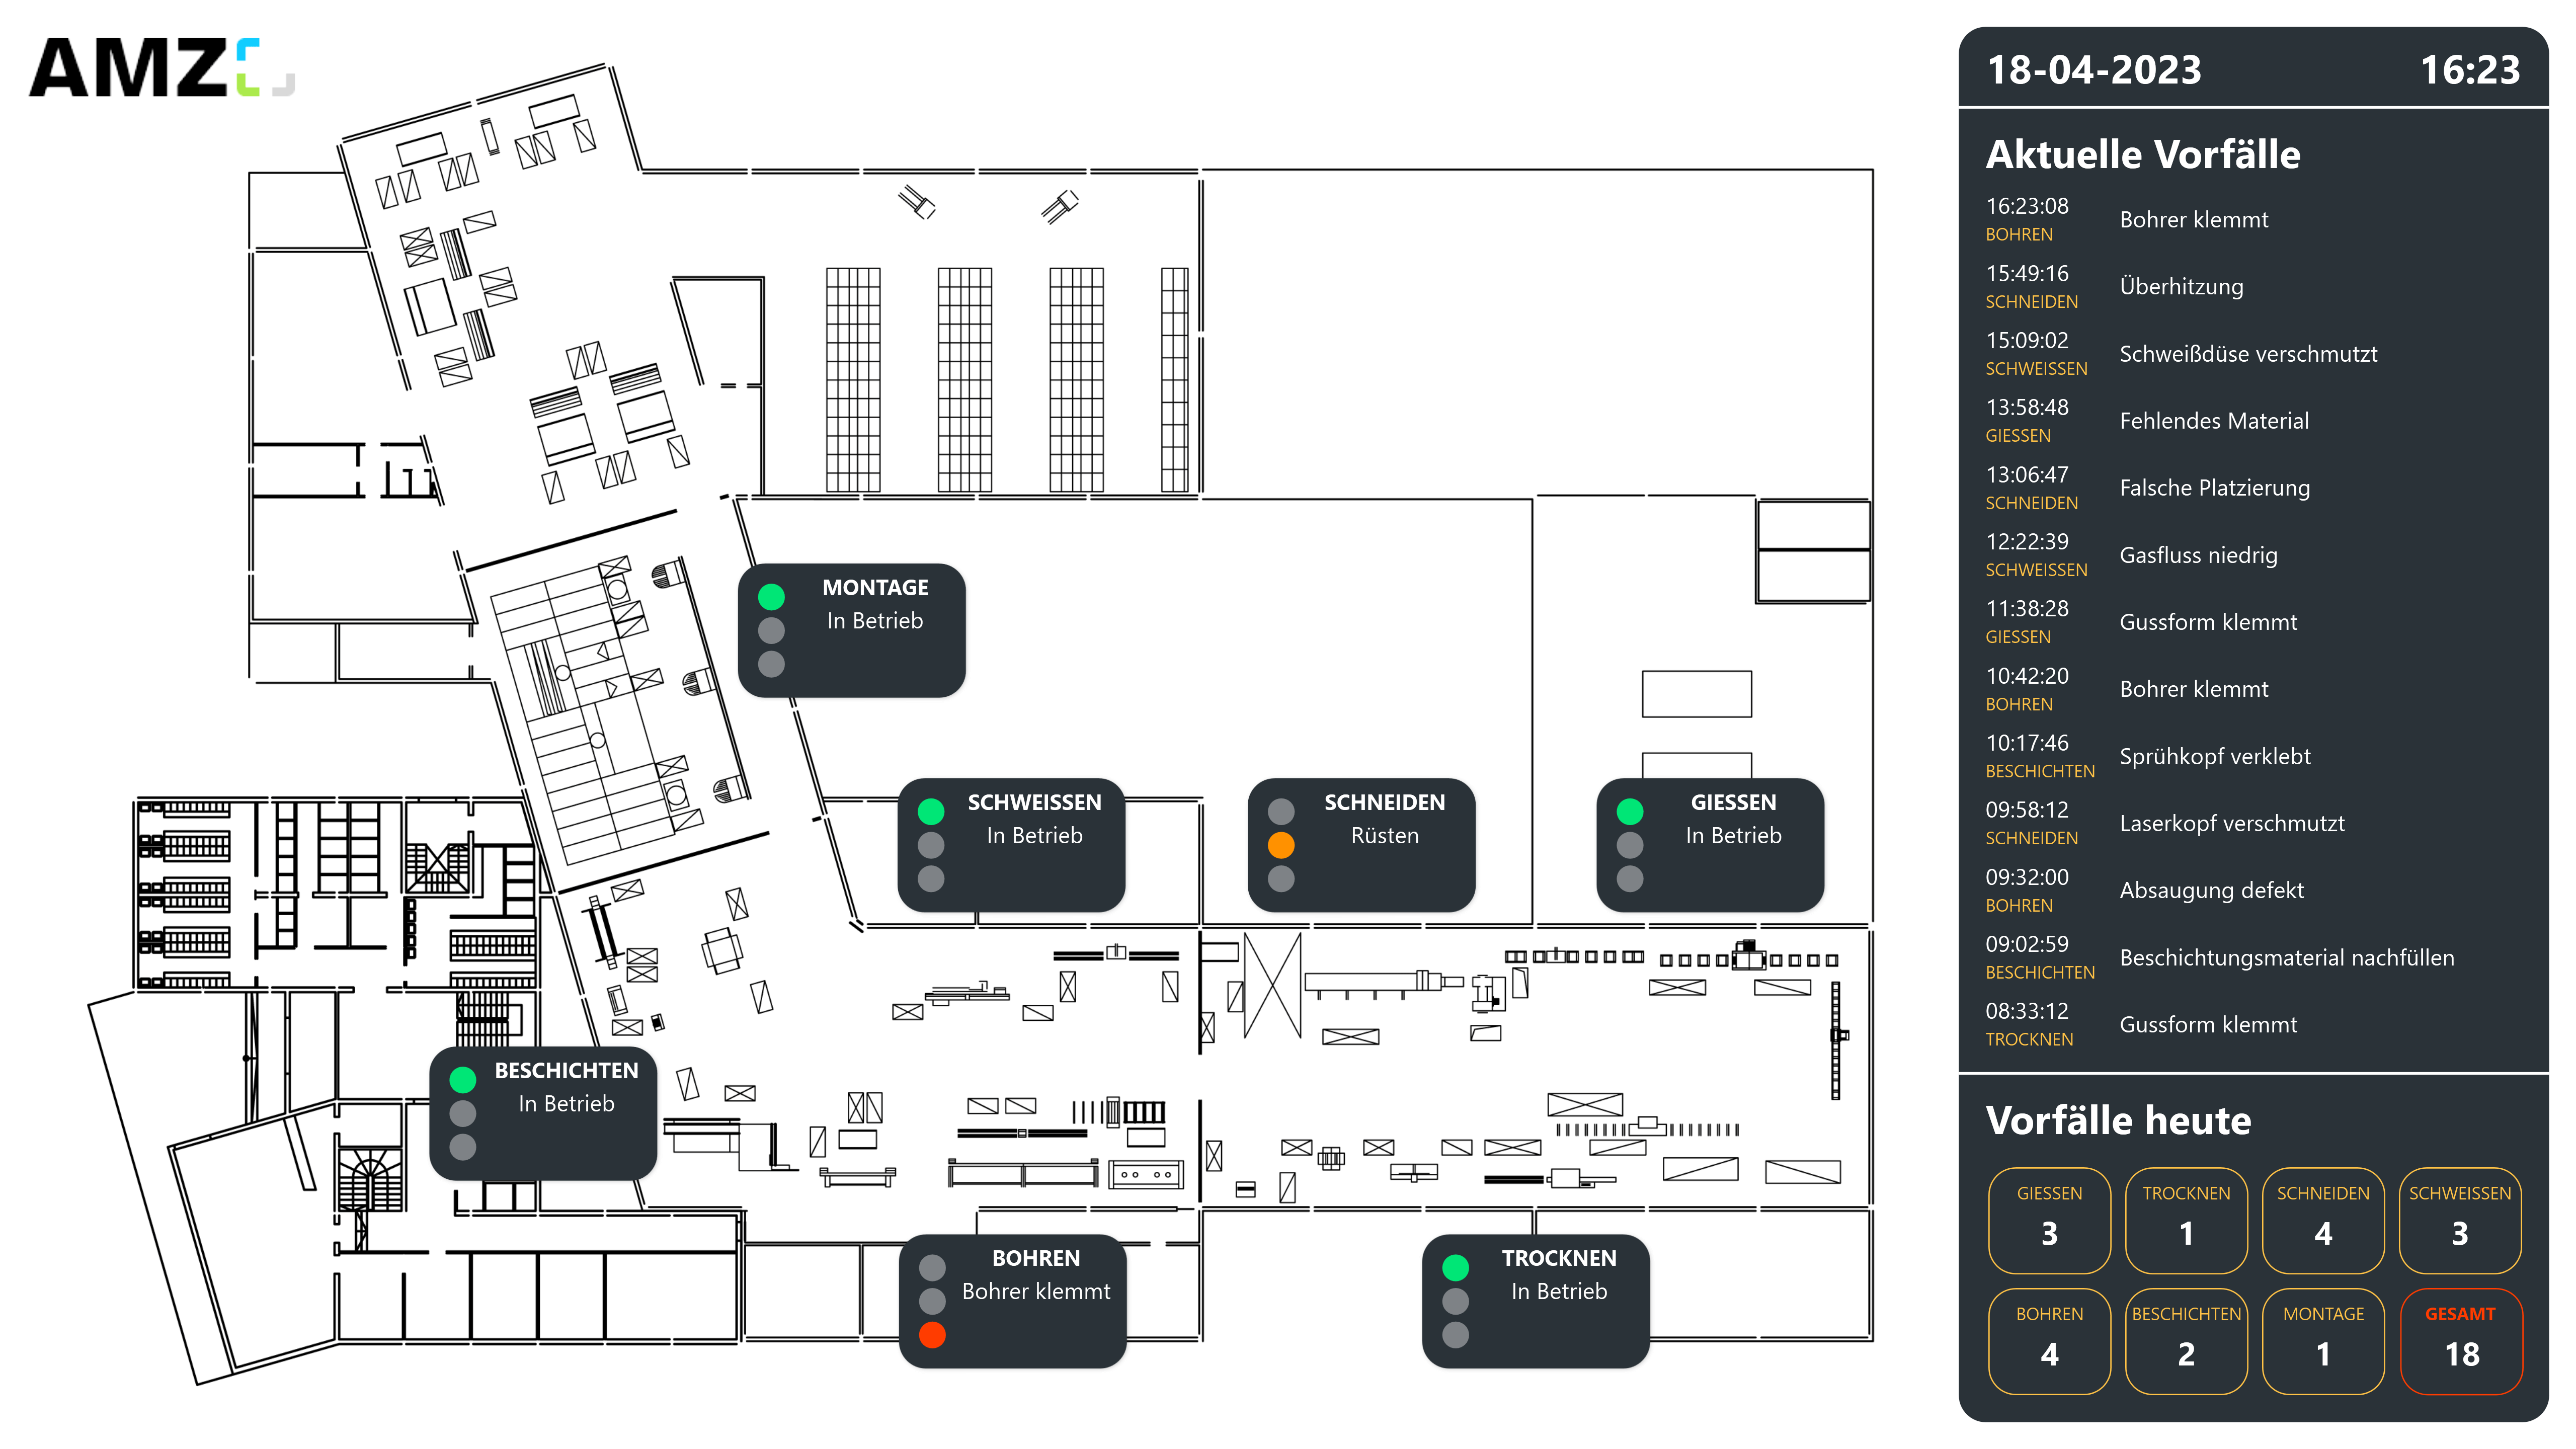 AMZ
MONTAGE
In Betrieb
SCHWEISSEN
In Betrieb
SCHNEIDEN
Rüsten
GIESSEN
In Betrieb
BESCHICHTEN
In Betrieb
BOHREN
Bohrer klemmt
TROCKNEN
In Betrieb
18-04-2023 16:23
Aktuelle Vorfälle
16:23:08
BOHREN
Bohrer klemmt
15:49:16
SCHNEIDEN
Überhitzung
15:09:02
SCHWEISSEN
Schweißdüse verschmutzt
13:58:48
GIESSEN
Fehlendes Material
13:06:47
SCHNEIDEN
Falsche Platzierung
12:22:39
SCHWEISSEN
Gasfluss niedrig
11:38:28
GIESSEN
Gussform klemmt
10:42:20
BOHREN
Bohrer klemmt
10:17:46
BESCHICHTEN
Sprühkopf verklebt
09:58:12
SCHNEIDEN
Laserkopf verschmutzt
09:32:00
BOHREN
Absaugung defekt
09:02:59
BESCHICHTEN
Beschichtungsmaterial nachfüllen
08:33:12
TROCKNEN
Gussform klemmt
Vorfälle heute
GIESSEN
3
TROCKNEN
1
SCHNEIDEN
4
SCHWEISSEN
3
BOHREN
4
BESCHICHTEN
2
MONTAGE
1
GESAMT
18